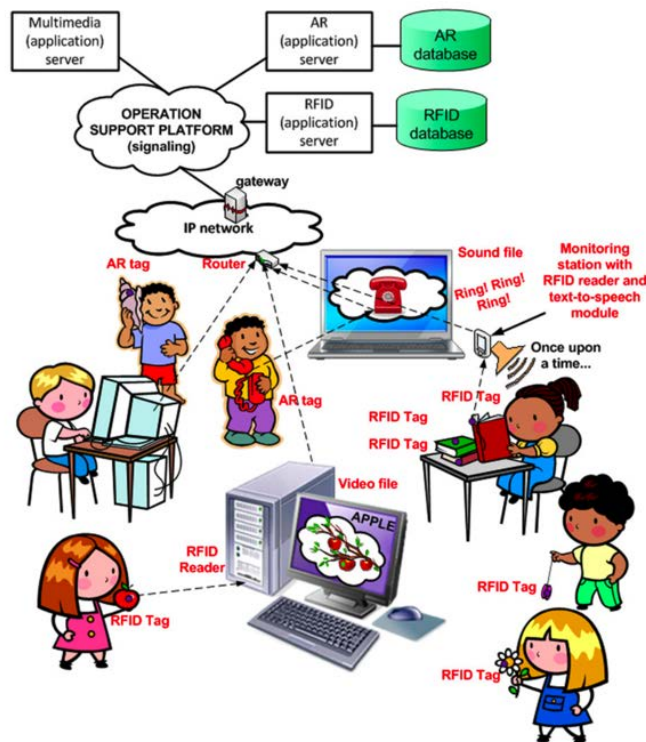 Multimedia
(application)
server
AR
(application)
server
AR
database
OPERATION
SUPPORT PLATFORM
(signaling)
RFID
(application)
server
RFID
database
gateway
IP network
AR tag
Router
Sound file
Ring! Ring!
Ring!
Monitoring
station with
RFID reader and
text-to-speech
module
Once upon
a time...
AR tag
RFID Tag
RFID Tag
RFID Tag
Video file
APPLE
RFID
Reader
RFID Tag
RFID Tag
RFID Tag